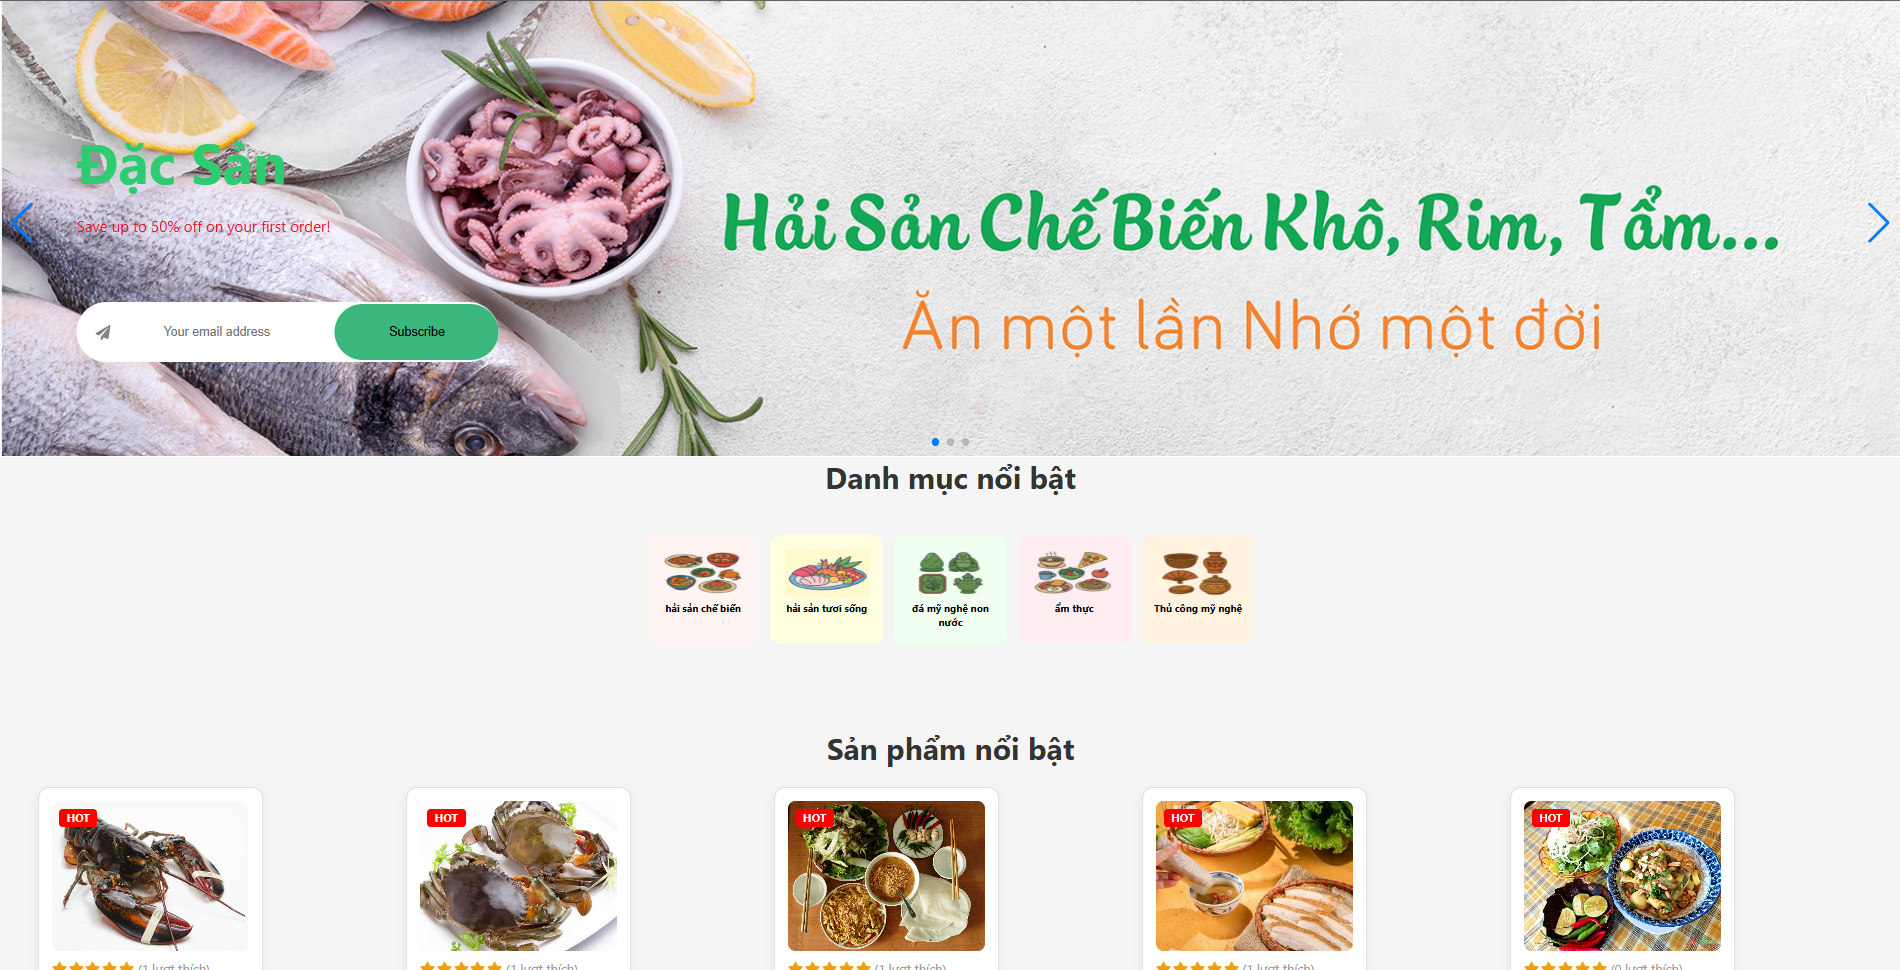 Đặc Sản
Save up to 50% off on your first order!
Your email address
Subscribe
Hải Sản Chế Biến Khô, Rim, Tẩm...
Ăn một lần Nhớ một đời
Danh mục nổi bật
hải sản chế biến
hải sản tươi sống
đá mỹ nghệ non
nước
ẩm thực
Thủ công mỹ nghệ
Sản phẩm nổi bật
HOT
HOT
HOT
HOT
HOT
(1 lượt thích)
(1 lượt thích)
(1 lượt thích)
(1 lượt thích)
(0 lượt thích)